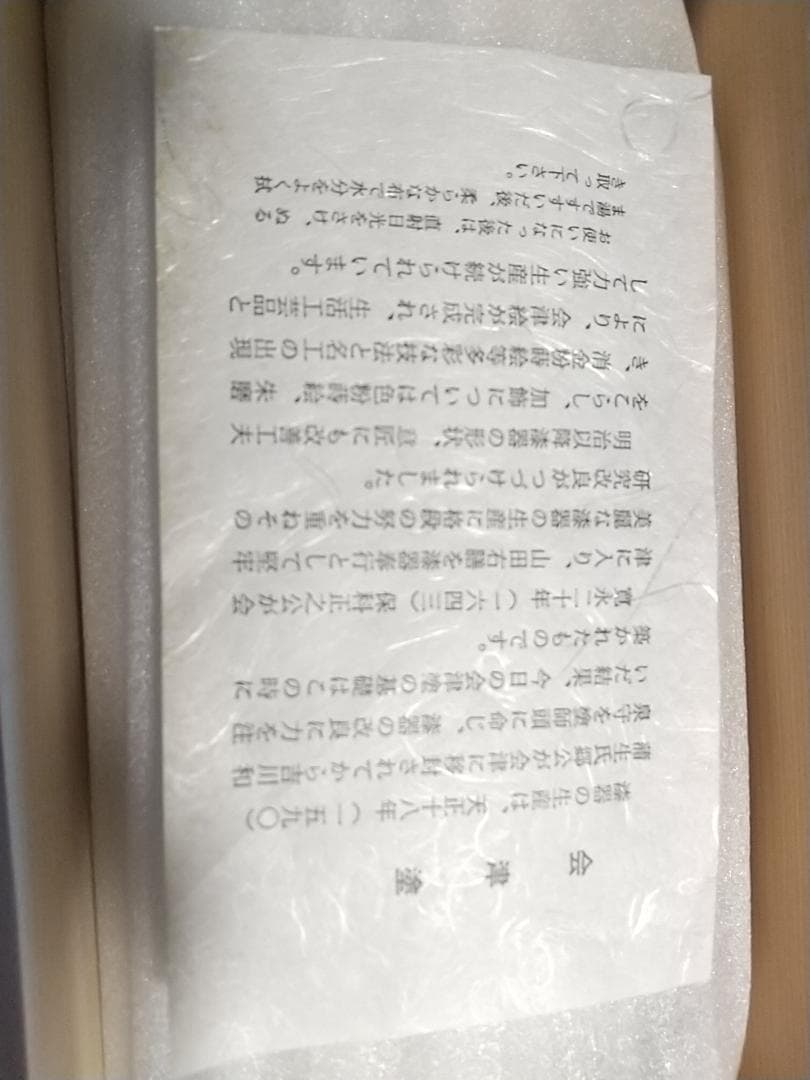 会津塗
漆器の生産は、天正十八年(一五九〇)
蒲生氏郷公が会津に移封されてから吉川和
泉守を塗師頭に命じ、漆器の改良に力を注
いだ結果、今日の会津塗の基礎はこの時に
築かれたものです。
寛永二十年(一六四三)保科正之公が会
津に入り、山田右膳を漆器奉行として堅牢
美麗な漆器の生産に格段の努力を重ねその
研究改良がつづけられました。
明治以降漆器の形状、意匠にも改善工夫
をこらし、加飾については色粉蒔絵、朱磨
き、消金粉蒔絵等多彩な技法と名工の出現
により、会津絵が完成され、生活工芸品と
して力強い生産が続けられています。
お使いになった後は、直射日光をさけ、ぬる
ま湯ですすいだ後、柔らかな布で水分をよく拭
き取って下さい。